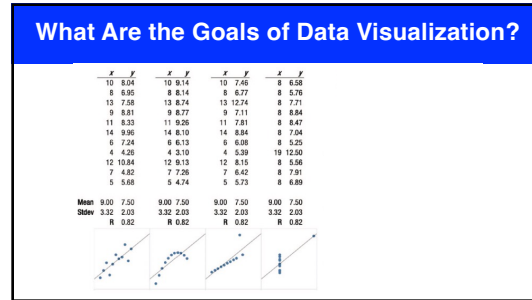 What Are the Goals of Data Visualization?
x y x y x y x y
10 8.04 10 9.14 10 7.46 8 6.58
8 6.95 8 8.14 8 6.77 8 5.76
13 7.58 13 8.74 13 12.74 8 7.71
9 8.81 9 8.77 9 7.11 8 8.84
11 8.33 11 9.26 11 7.81 8 8.47
14 9.96 14 8.10 14 8.84 8 7.04
6 7.24 6 6.13 6 6.08 8 5.25
4 4.26 4 3.10 4 5.39 19 12.50
12 10.84 12 9.13 12 8.15 8 5.56
7 4.82 7 7.26 7 6.42 8 7.91
5 5.68 5 4.74 5 5.73 8 6.89
Mean 9.00 7.50 9.00 7.50 9.00 7.50 9.00 7.50
Stdev 3.32 2.03 3.32 2.03 3.32 2.03 3.32 2.03
R 0.82 R 0.82 R 0.82 R 0.82